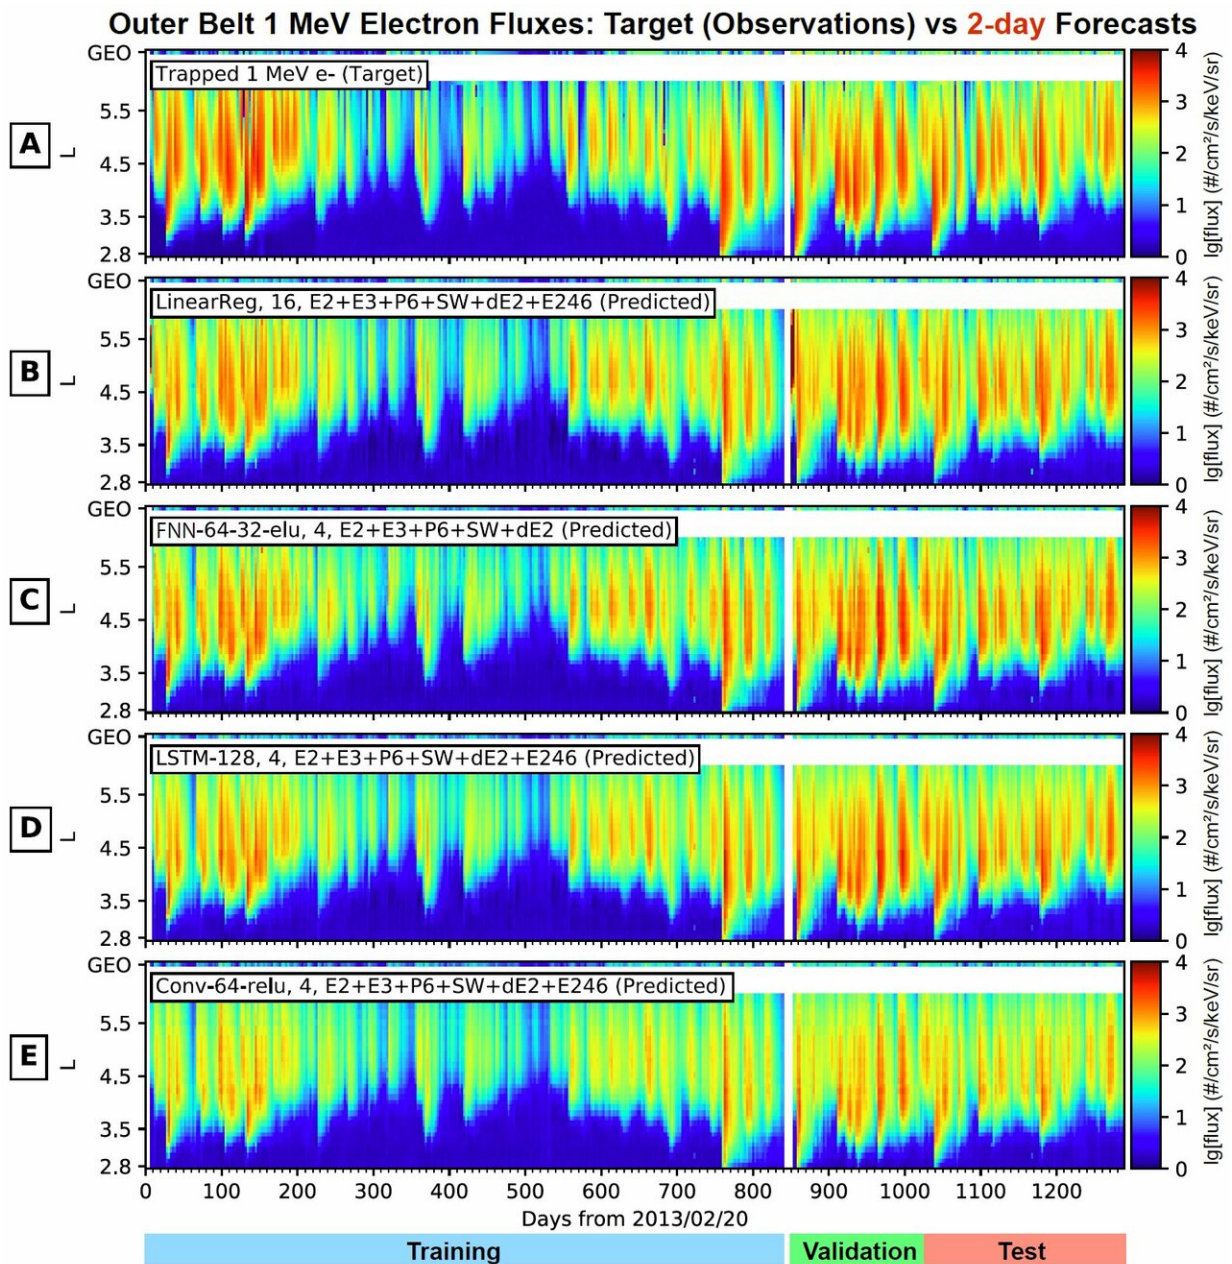 Outer Belt 1 MeV Electron Fluxes: Target (Observations) vs 2-day Forecasts
A
L
GEO
5.5
4.5
3.5
2.8
Trapped 1 MeV e- (Target)
4
3
2
1
0
lg[flux] (#/cm²/s/keV/sr)
B
L
GEO
5.5
4.5
3.5
2.8
LinearReg, 16, E2+E3+P6+SW+dE2+E246 (Predicted)
4
3
2
1
0
lg[flux] (#/cm²/s/keV/sr)
C
L
GEO
5.5
4.5
3.5
2.8
FNN-64-32-elu, 4, E2+E3+P6+SW+dE2 (Predicted)
4
3
2
1
0
lg[flux] (#/cm²/s/keV/sr)
D
L
GEO
5.5
4.5
3.5
2.8
LSTM-128, 4, E2+E3+P6+SW+dE2+E246 (Predicted)
4
3
2
1
0
lg[flux] (#/cm²/s/keV/sr)
E
L
GEO
5.5
4.5
3.5
2.8
Conv-64-relu, 4, E2+E3+P6+SW+dE2+E246 (Predicted)
4
3
2
1
0
lg[flux] (#/cm²/s/keV/sr)
0 100 200 300 400 500 600 700 800 900 1000 1100 1200
Days from 2013/02/20
Training Validation Test